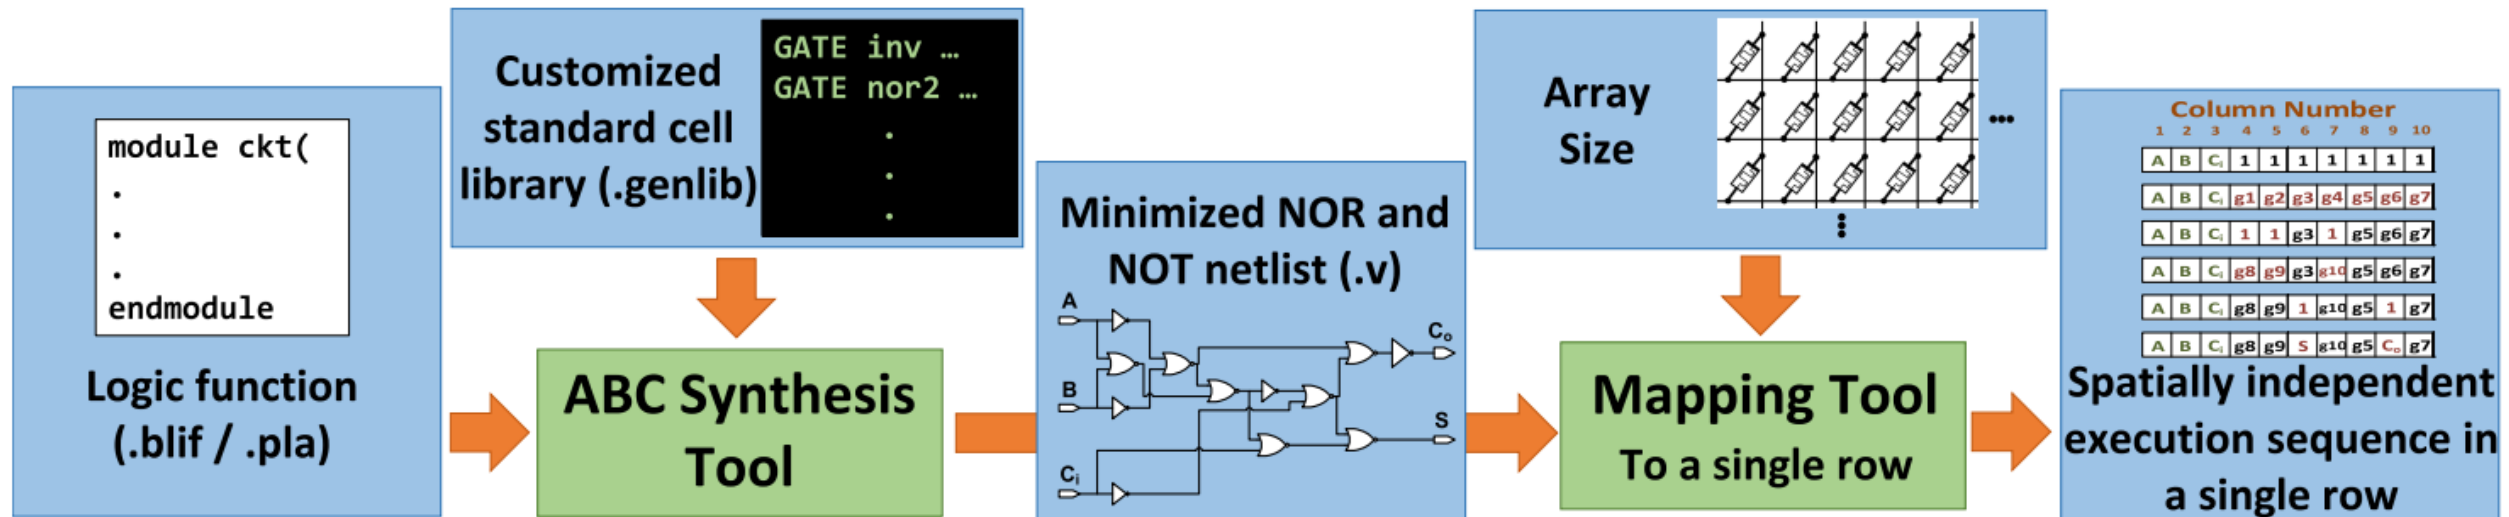 module ckt(
.
.
.
endmodule
Logic function
(.blif / .pla)
Customized
standard cell
library (.genlib)
GATE inv …
GATE nor2 …
.
.
.
ABC Synthesis
Tool
Minimized NOR and
NOT netlist (.v)
A
B
Ci
Co
S
Array
Size
...
...
Mapping Tool
To a single row
Column Number
1 2 3 4 5 6 7 8 9 10
A B Ci 1 1 1 1 1 1 1
A B Ci g1 g2 g3 g4 g5 g6 g7
A B Ci 1 1 g3 1 g5 g6 g7
A B Ci g8 g9 g3 g10 g5 g6 g7
A B Ci g8 g9 1 g10 g5 1 g7
A B Ci g8 g9 S g10 g5 Co g7
Spatially independent
execution sequence in
a single row